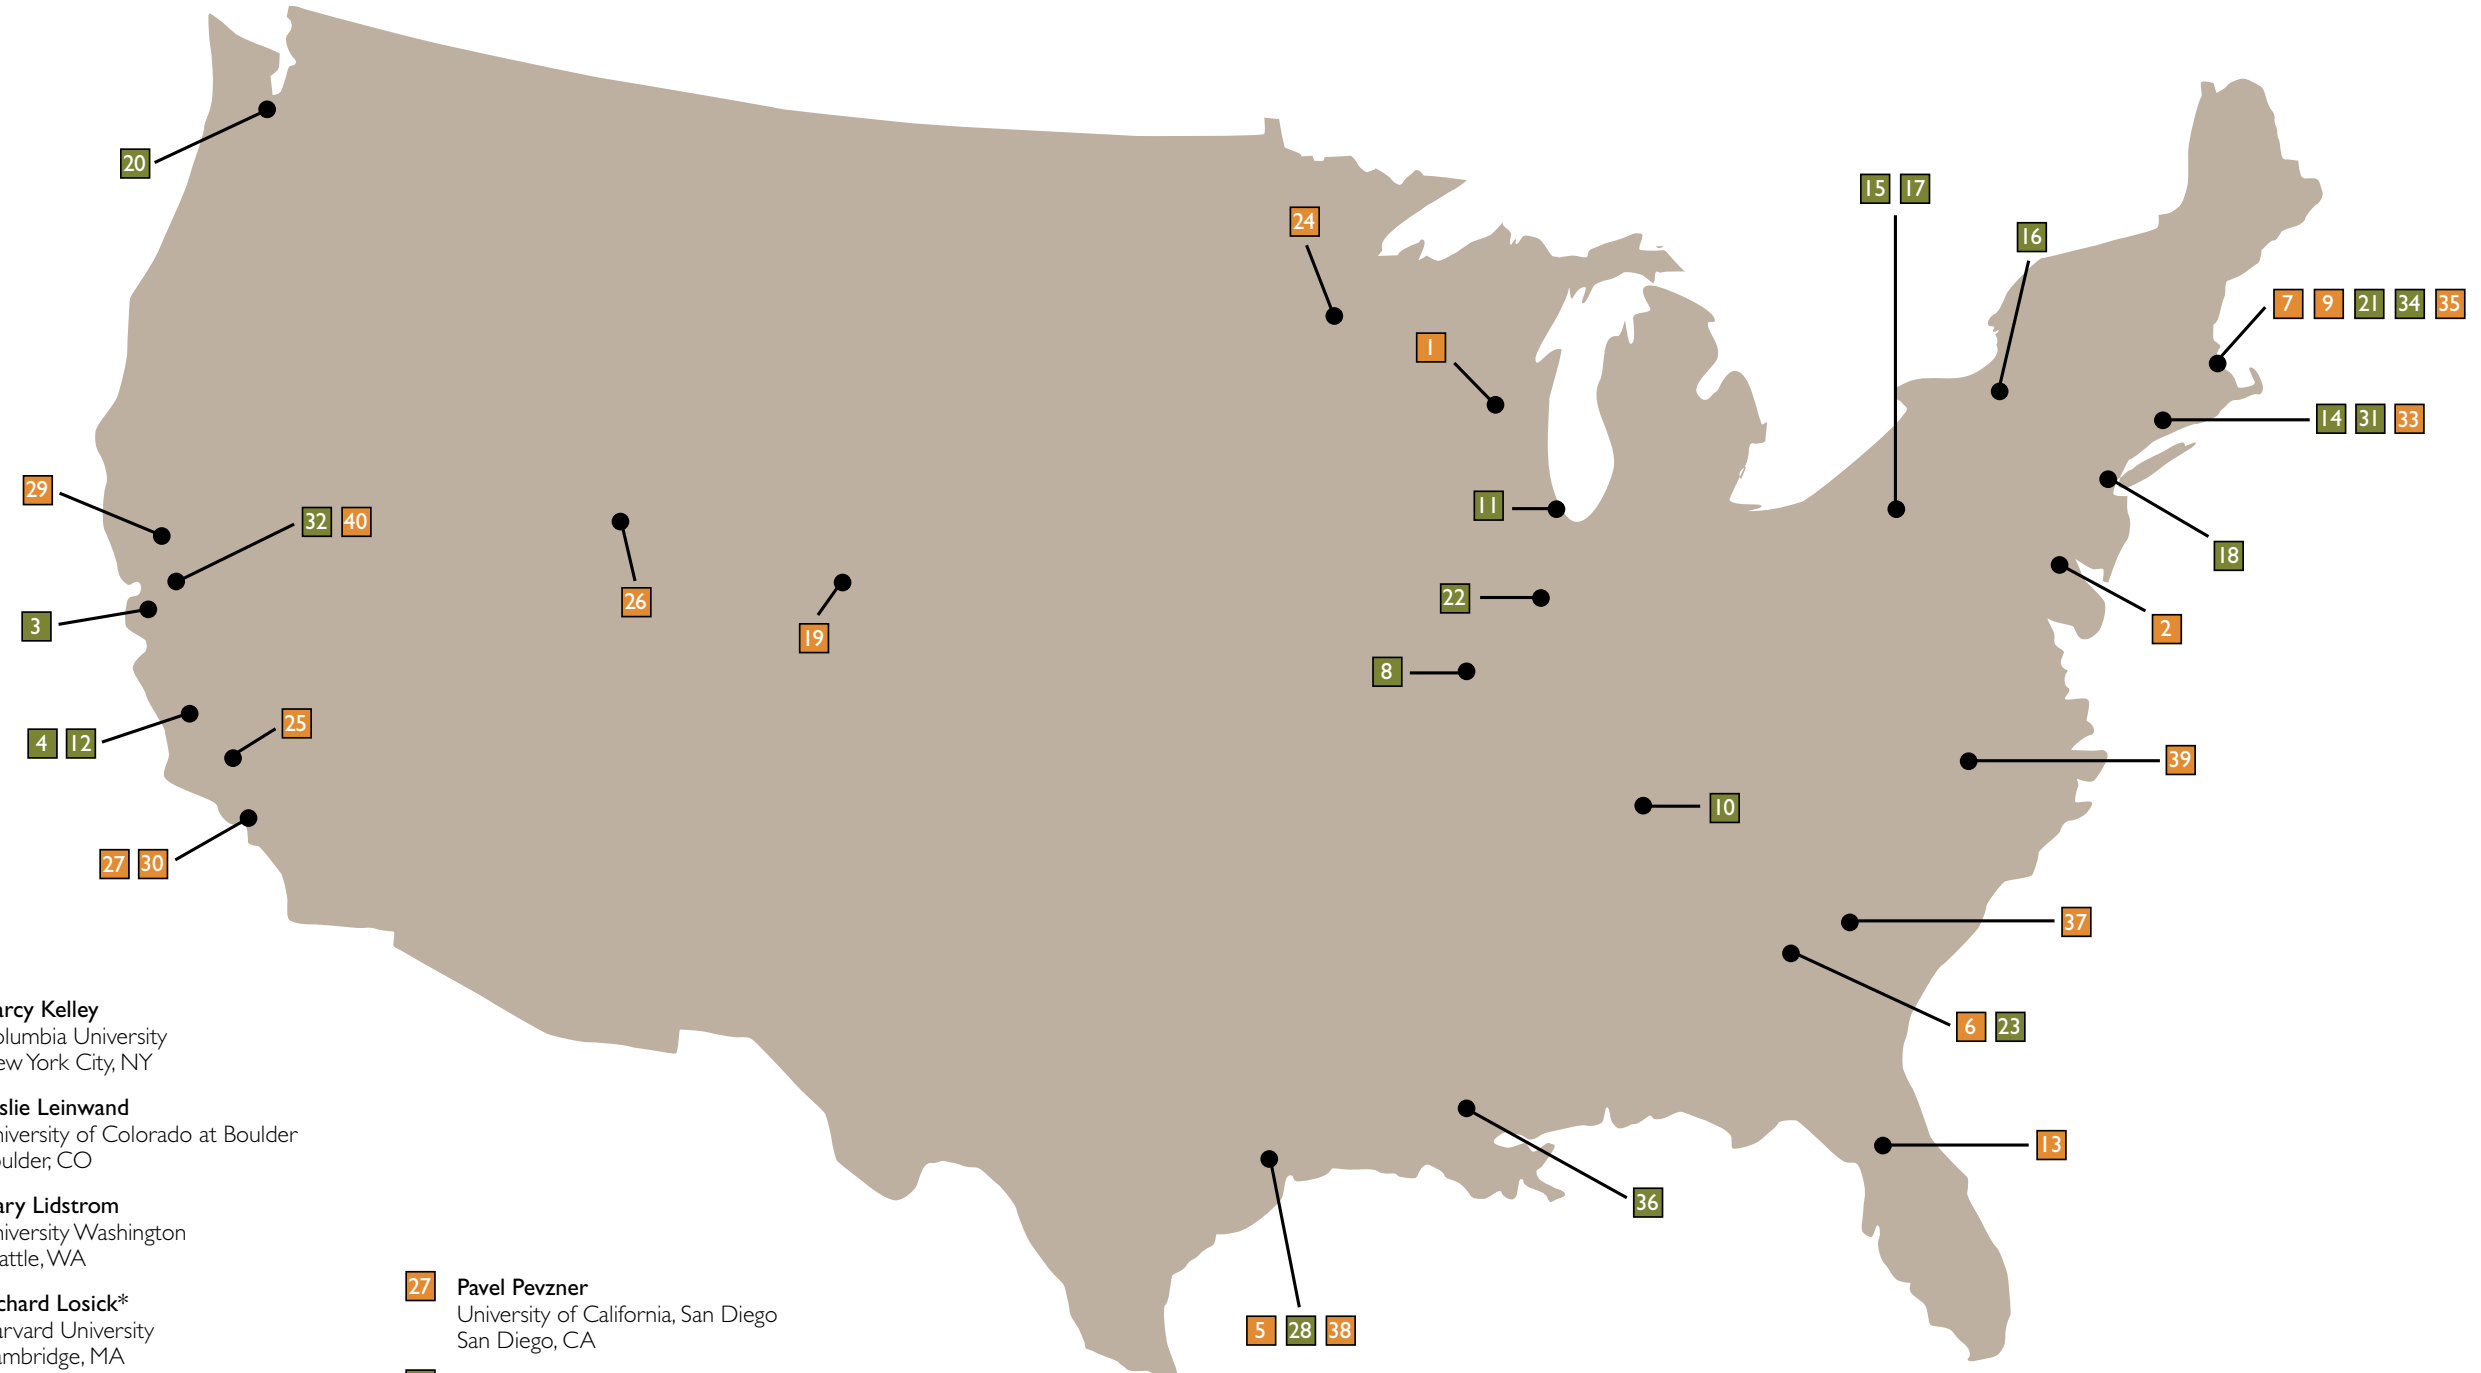 20
24
15 17
16
7 9 21 34 35
1
14 31 33
29
32 40
11
18
26
3
19
22
2
8
4 12
25
39
10
27 30
37
6 23
13
36
5 28 38
arcy Kelley
olumbia University
ew York City, NY
slie Leinwand
niversity of Colorado at Boulder
oulder, CO
ary Lidstrom
niversity Washington
attle, WA
chard Losick*
arvard University
ambridge, MA
27 Pavel Pevzner
University of California, San Diego
San Diego, CA